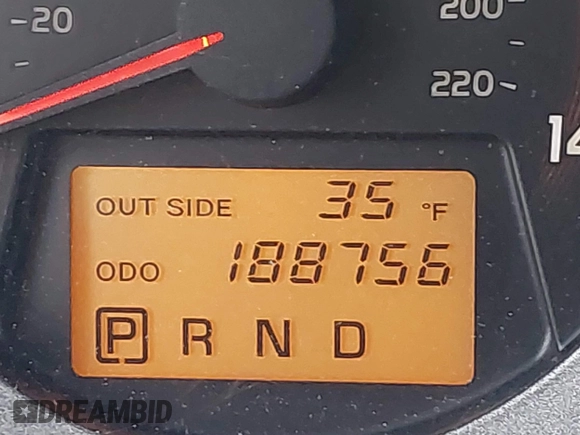 20
200
220
14
OUT SIDE 35 °F
ODO 188756
P R N D
DREAMBID